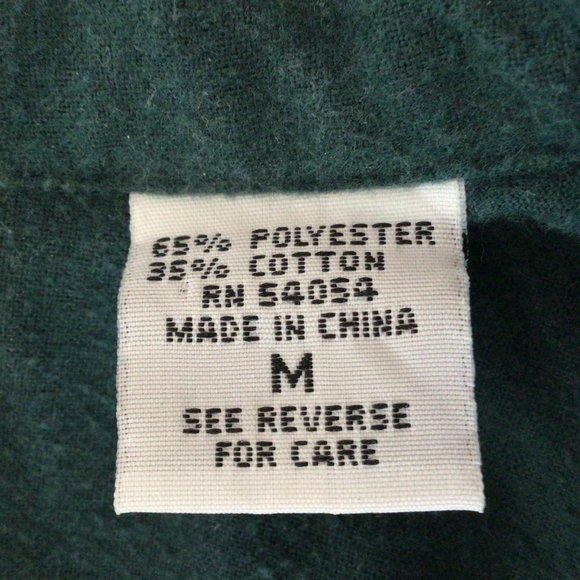 65% POLYESTER
35% COTTON
RN 54054
MADE IN CHINA
M
SEE REVERSE
FOR CARE